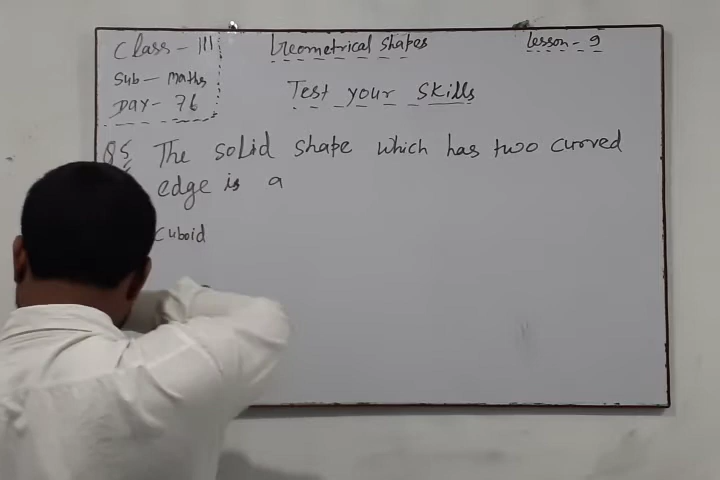 Class - III
Sub - Maths
Day - 76
Geometrical Shapes
Lesson - 9
Test your Skills
Q5 The solid shape which has two curved
edge is a
Cuboid